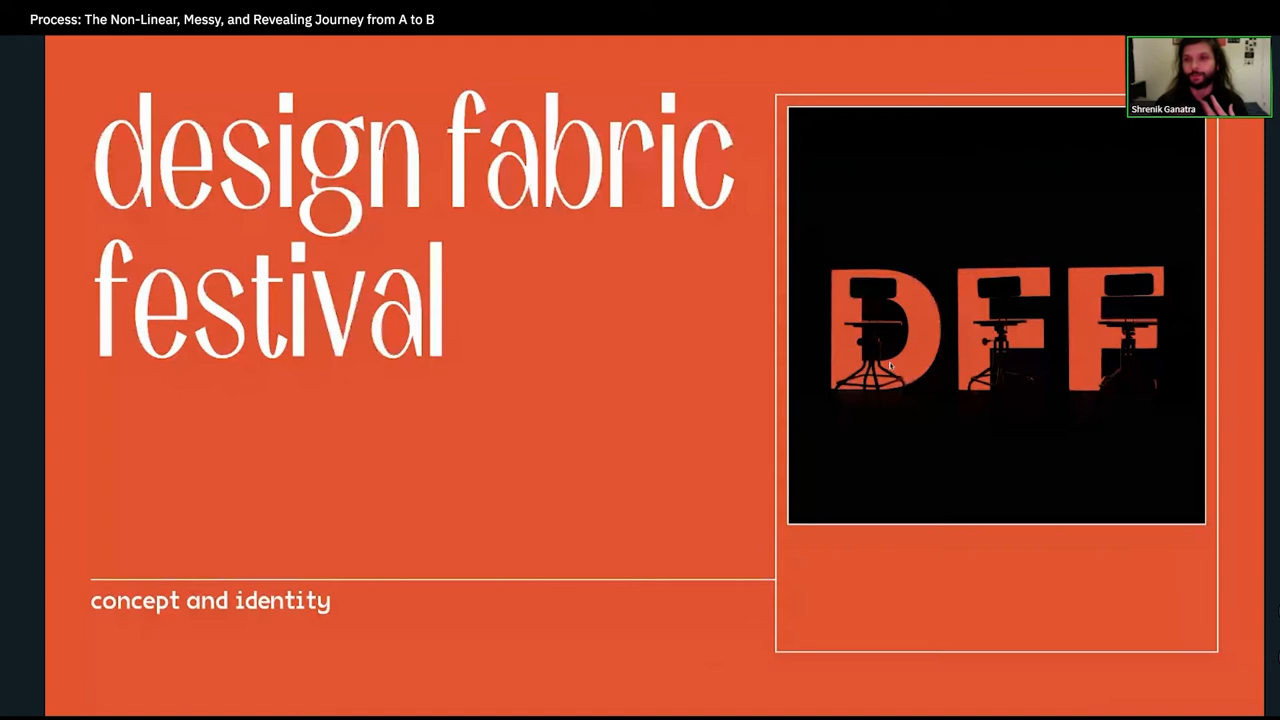 Process: The Non-Linear, Messy, and Revealing Journey from A to B
Shrenik Ganatra
design fabric
festival
DFF
concept and identity